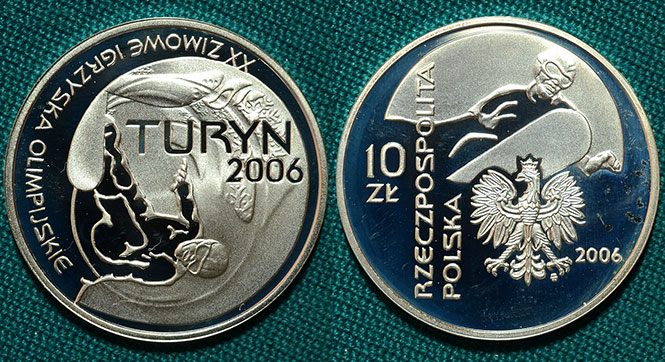 XX ZIMOWE IGRZYSKA OLIMPIJSKIE
TURYN
2006
10
ZŁ
RZECZPOSPOLITA
POLSKA
2006